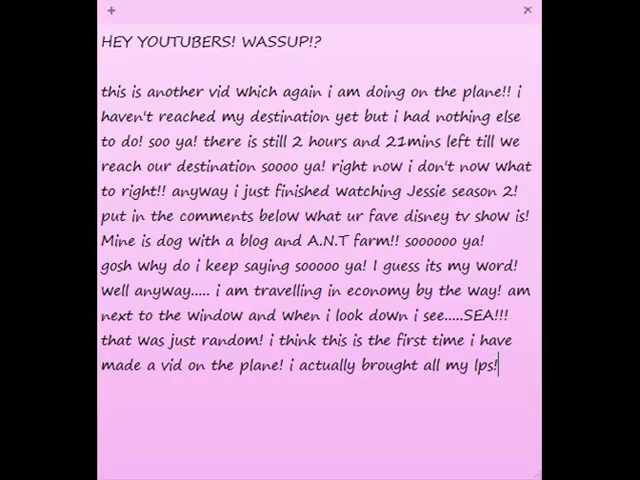 HEY YOUTUBERS! WASSUP!?
this is another vid which again i am doing on the plane!! i
haven't reached my destination yet but i had nothing else
to do! soo ya! there is still 2 hours and 21mins left till we
reach our destination soooo ya! right now i don't now what
to right!! anyway i just finished watching Jessie season 2!
put in the comments below what ur fave disney tv show is!
Mine is dog with a blog and A.N.T farm!! soooooo ya!
gosh why do i keep saying sooooo ya! I guess its my word!
well anyway..... i am travelling in economy by the way! am
next to the window and when i look down i see.....SEA!!!
that was just random! i think this is the first time i have
made a vid on the plane! i actually brought all my lps!